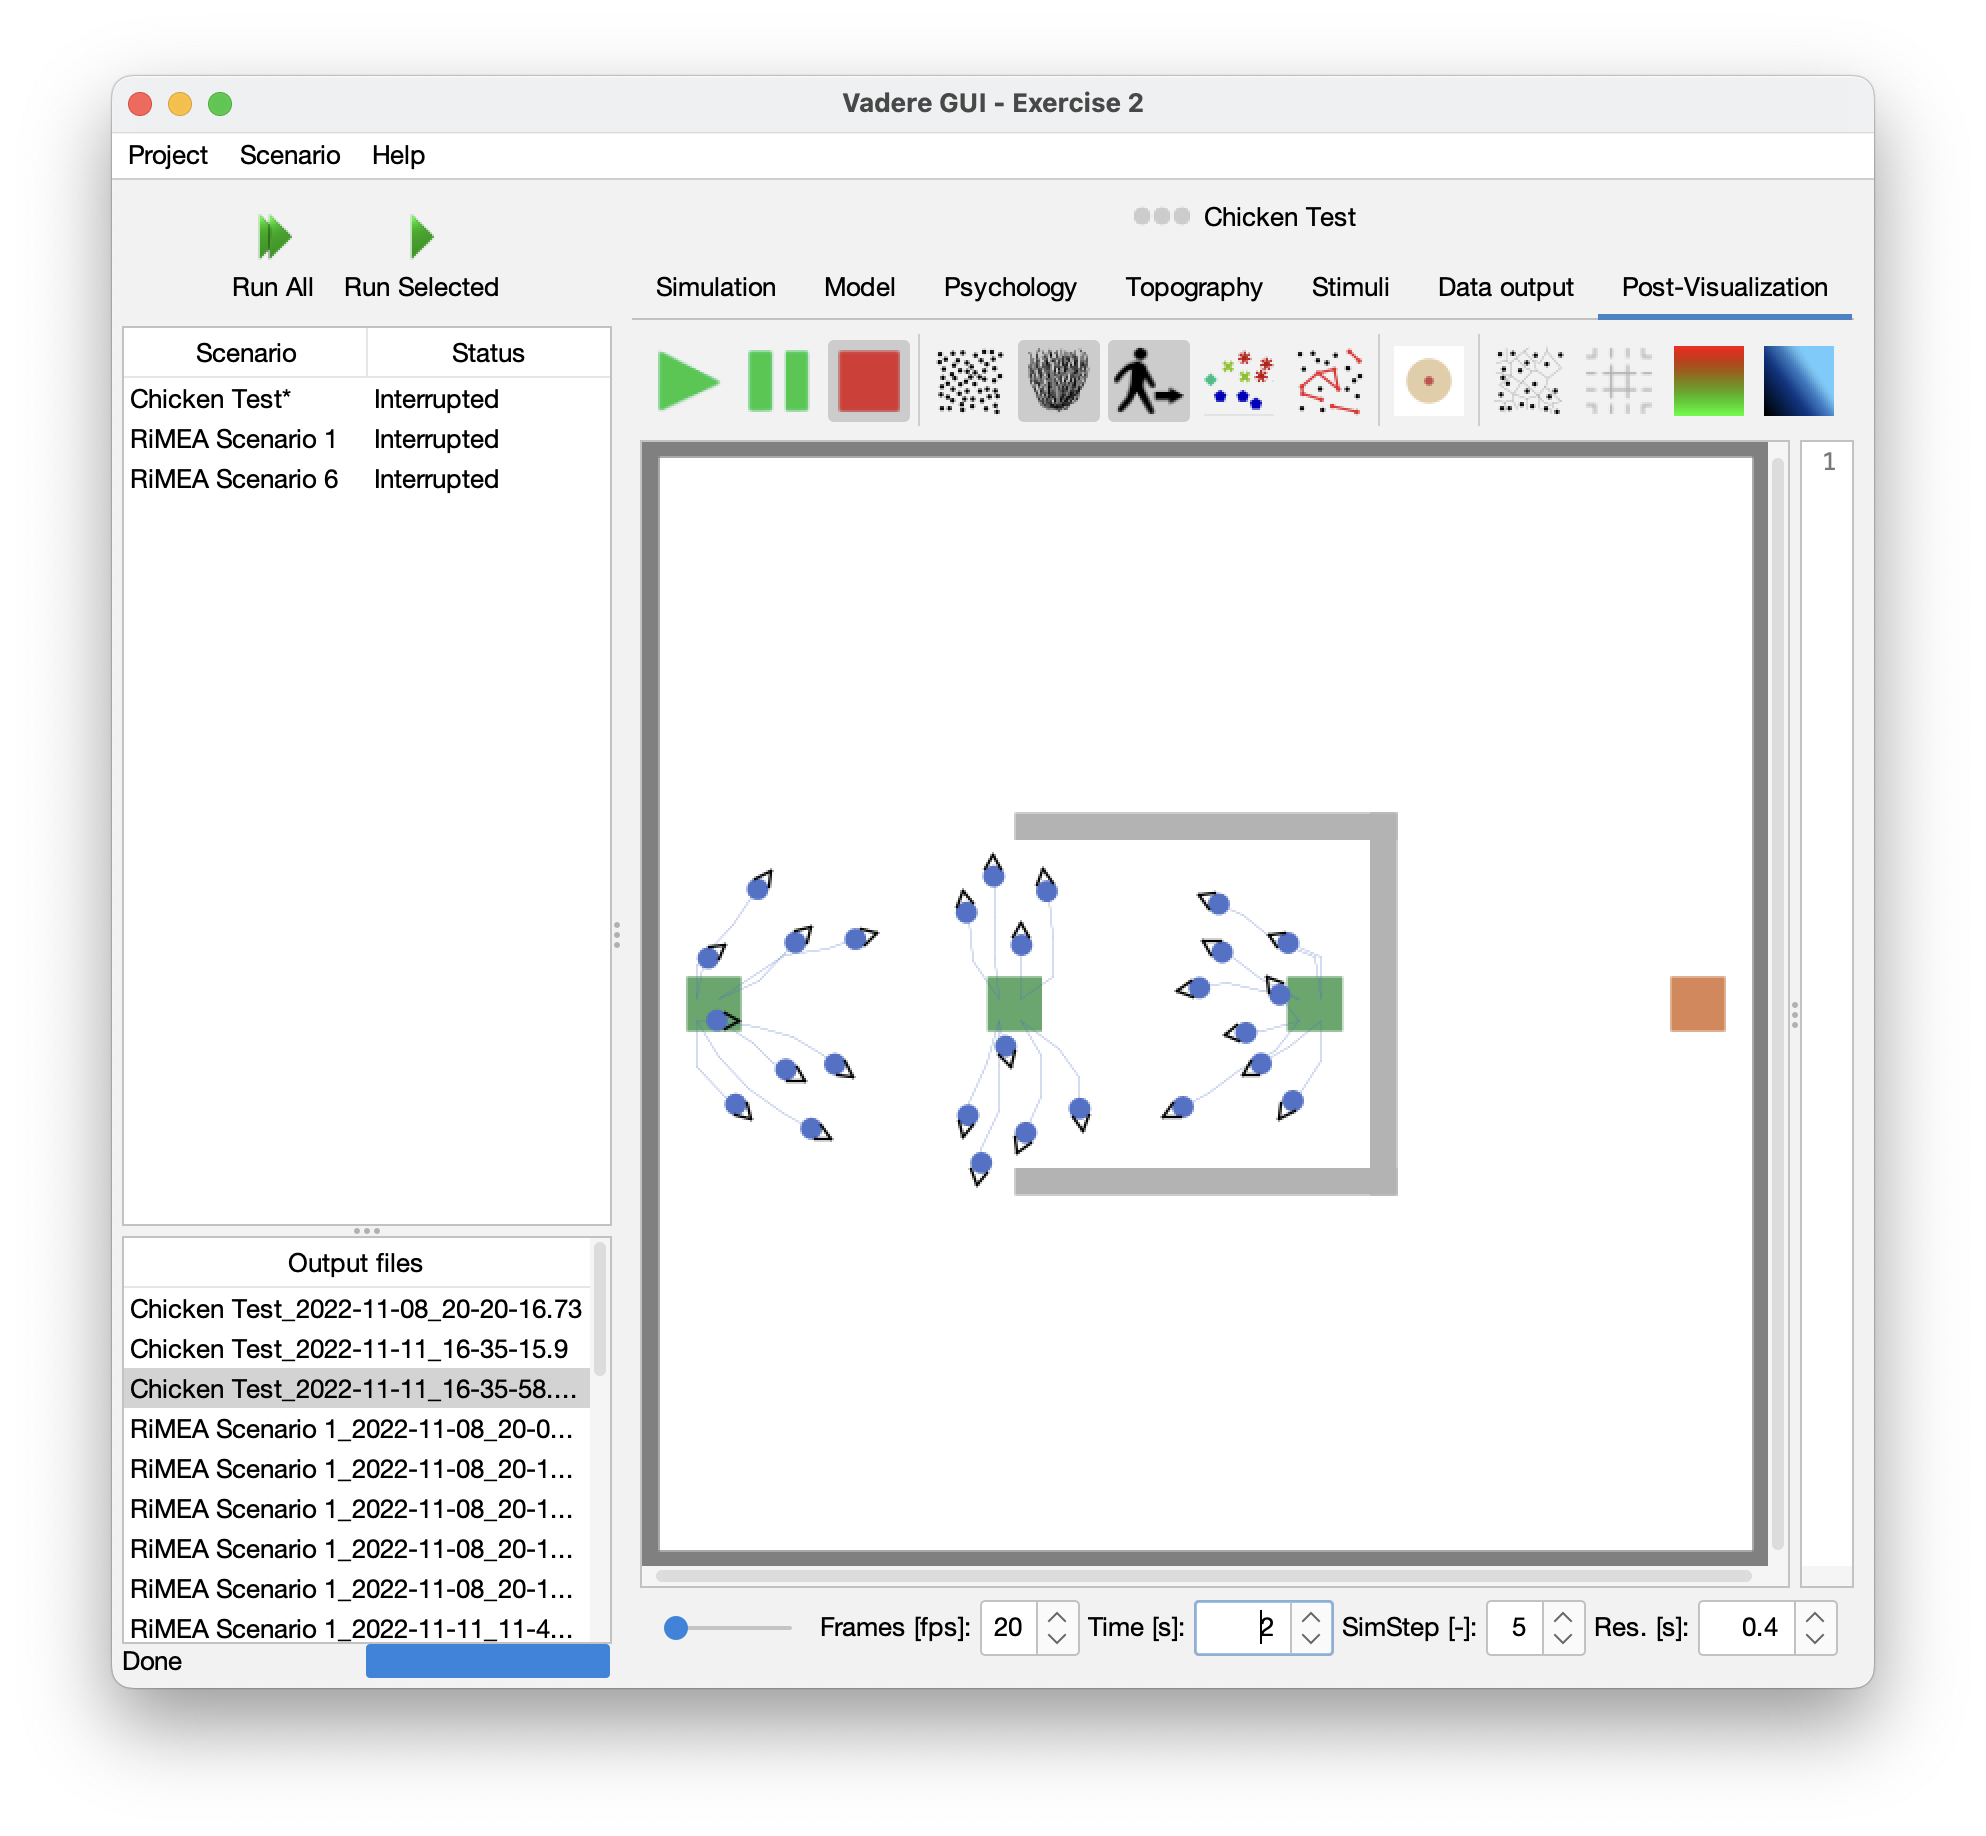 Vadere GUI - Exercise 2
Project Scenario Help
Chicken Test
Run All Run Selected
Simulation Model Psychology Topography Stimuli Data output Post-Visualization
Scenario Status
Chicken Test* Interrupted
RiMEA Scenario 1 Interrupted
RiMEA Scenario 6 Interrupted
1
Output files
Chicken Test_2022-11-08_20-20-16.73
Chicken Test_2022-11-11_16-35-15.9
Chicken Test_2022-11-11_16-35-58....
RiMEA Scenario 1_2022-11-08_20-0...
RiMEA Scenario 1_2022-11-08_20-1...
RiMEA Scenario 1_2022-11-08_20-1...
RiMEA Scenario 1_2022-11-08_20-1...
RiMEA Scenario 1_2022-11-08_20-1...
RiMEA Scenario 1_2022-11-11_11-4...
Frames [fps]: 20 Time [s]: 2 SimStep [-]: 5 Res. [s]: 0.4
Done